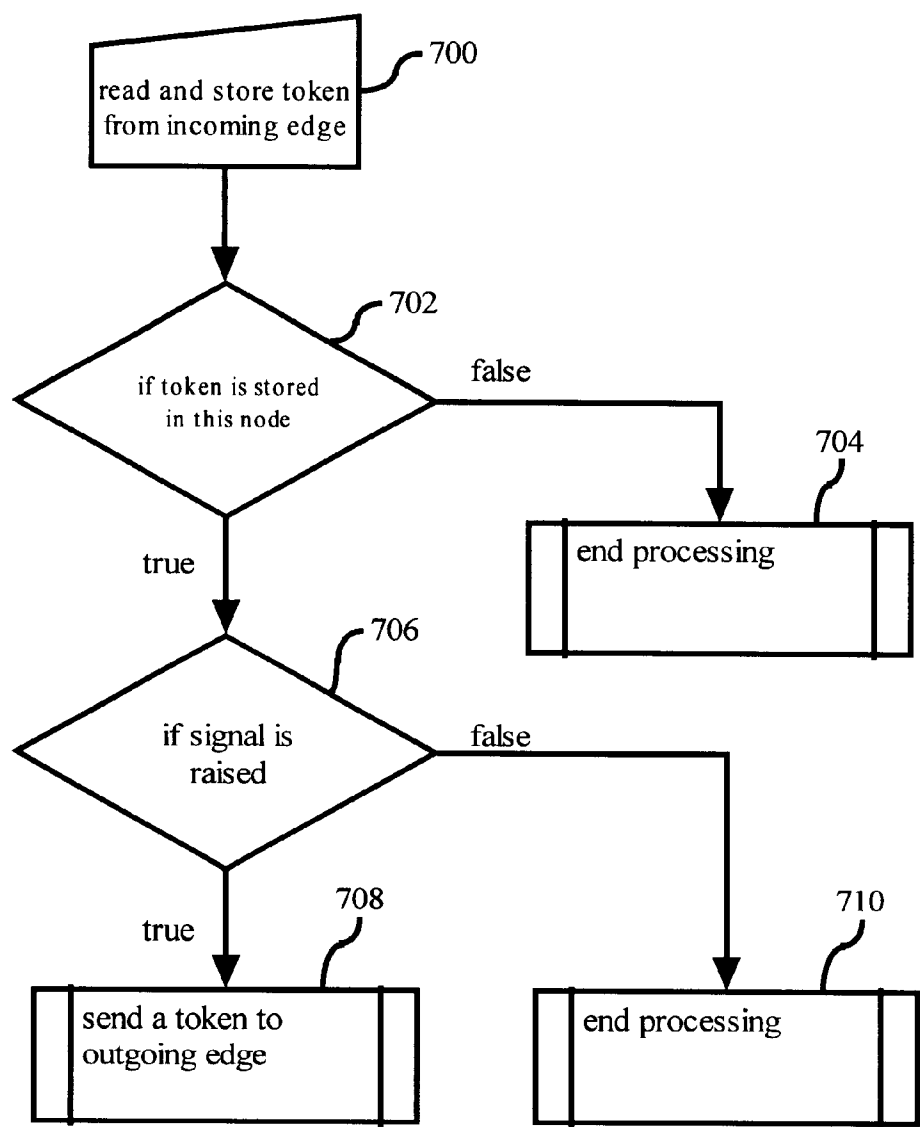 700
read and store token
from incoming edge
702
if token is stored
in this node
false
704
end processing
true
706
if signal is
raised
false
708
true
710
send a token to
outgoing edge
end processing